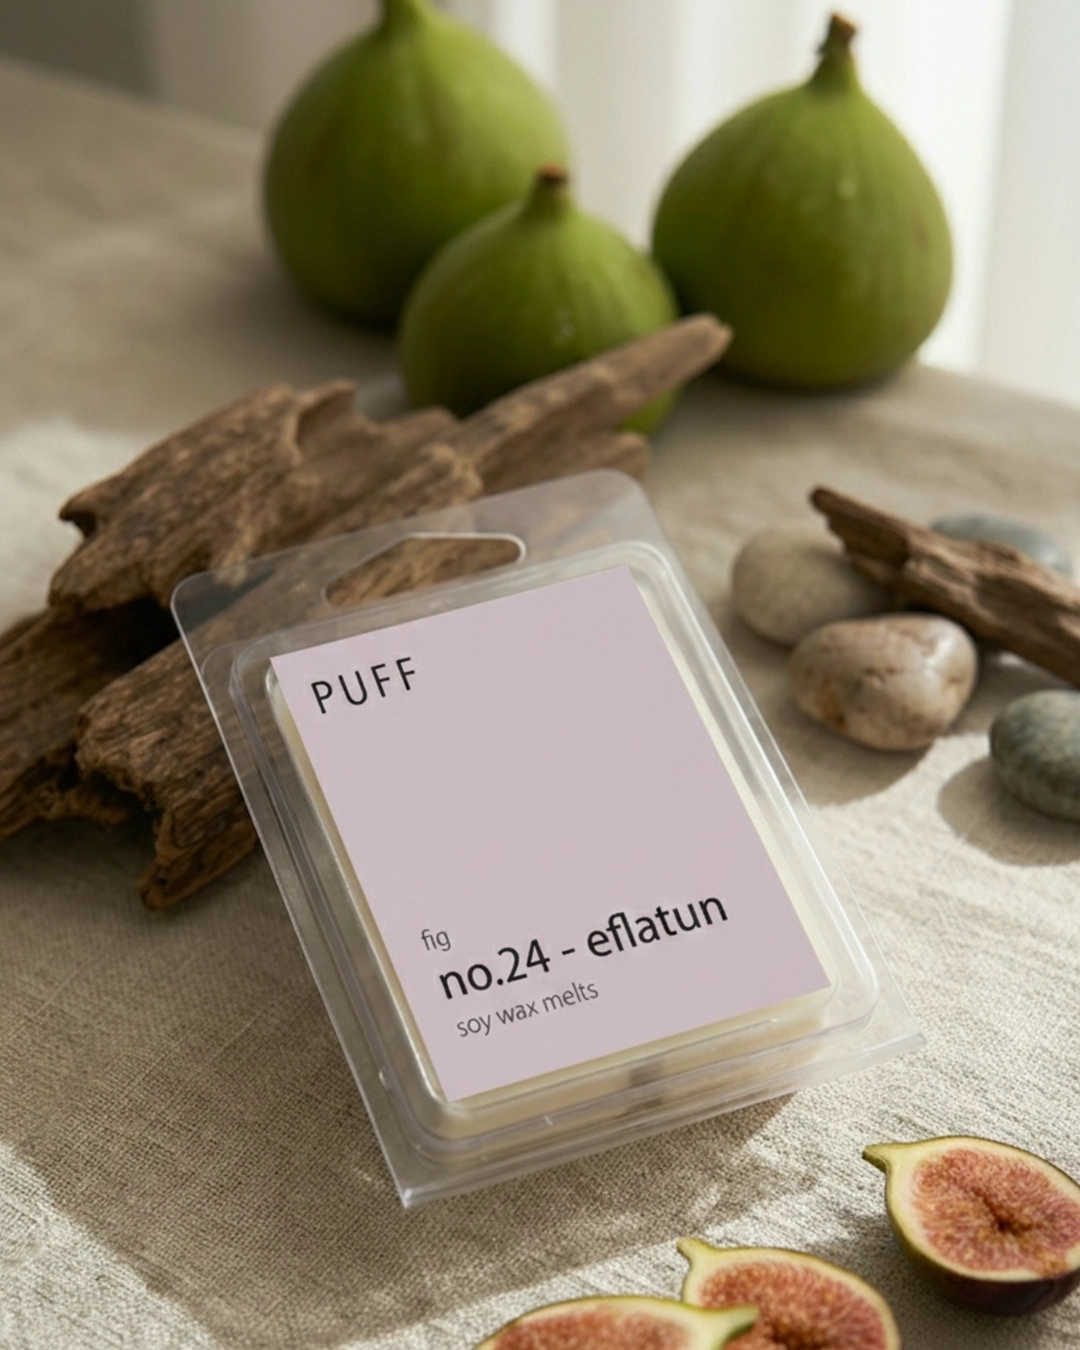 PUFF
fig
no.24 - eflatun
soy wax melts